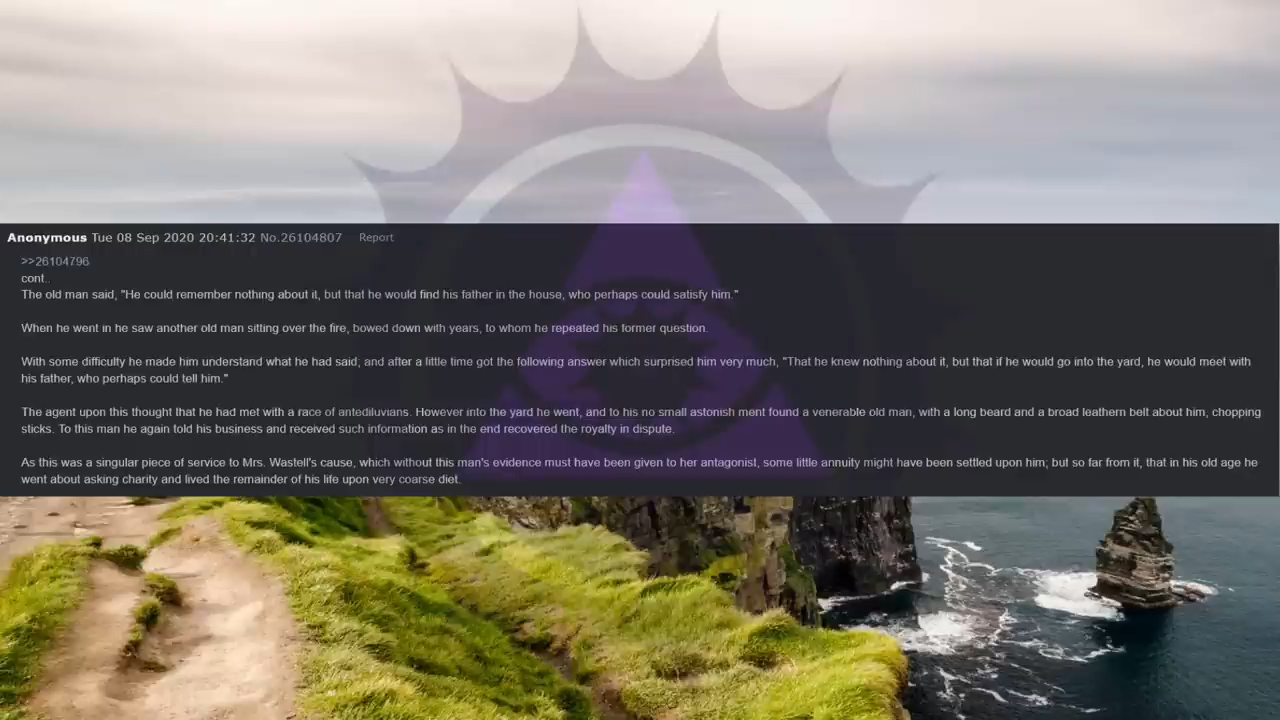 Anonymous Tue 08 Sep 2020 20:41:32 No.26104807 Report
>>26104796
cont..
The old man said, "He could remember nothing about it, but that he would find his father in the house, who perhaps could satisfy him."
When he went in he saw another old man sitting over the fire, bowed down with years, to whom he repeated his former question.
With some difficulty he made him understand what he had said; and after a little time got the following answer which surprised him very much, "That he knew nothing about it, but that if he would go into the yard, he would meet with
his father, who perhaps could tell him."
The agent upon this thought that he had met with a race of antediluvians. However into the yard he went, and to his no small astonish ment found a venerable old man, with a long beard and a broad leathern belt about him, chopping
sticks. To this man he again told his business and received such information as in the end recovered the royalty in dispute.
As this was a singular piece of service to Mrs. Wastell's cause, which without this man's evidence must have been given to her antagonist, some little annuity might have been settled upon him; but so far from it, that in his old age he
went about asking charity and lived the remainder of his life upon very coarse diet.